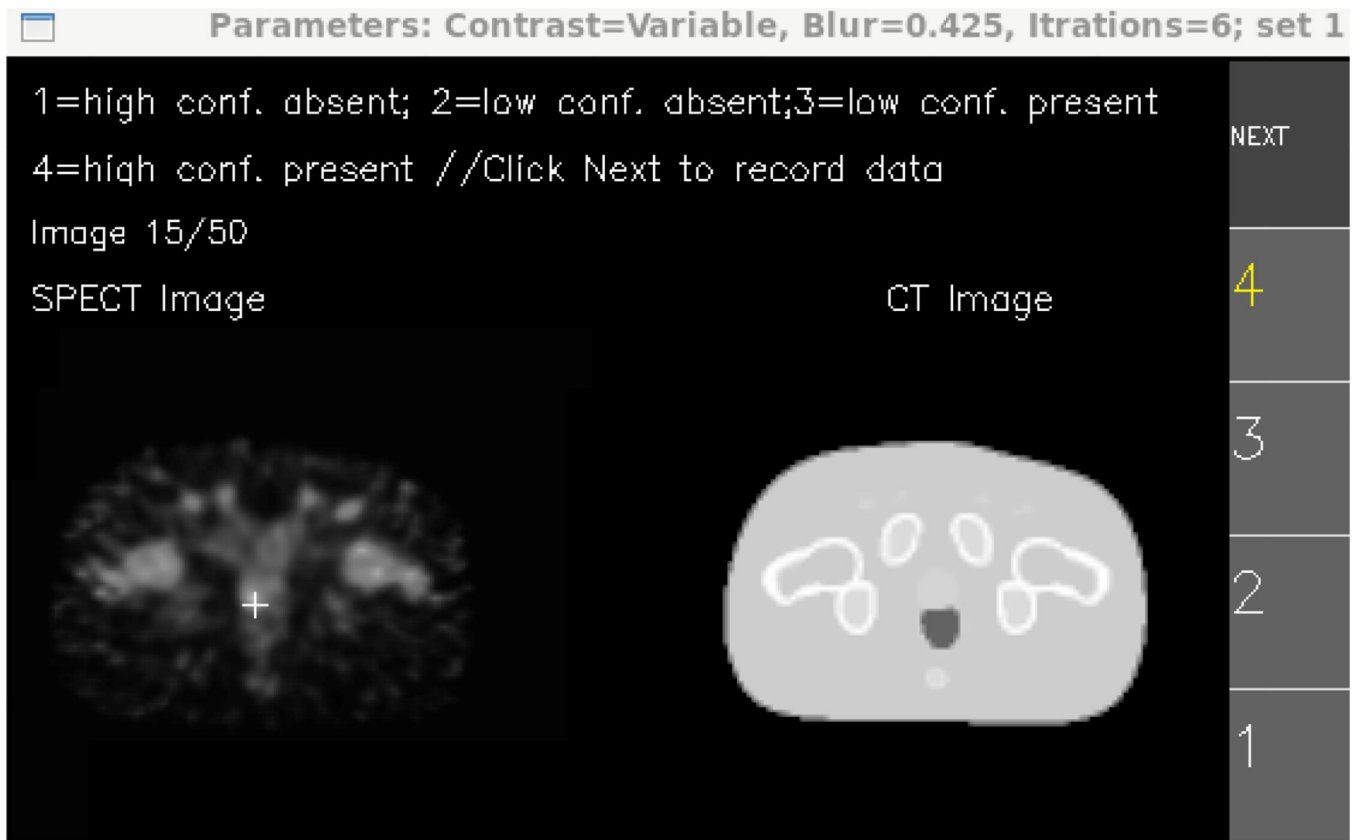 Parameters: Contrast=Variable, Blur=0.425, Itrations=6; set 1
1=high conf. absent; 2=low conf. absent;3=low conf. present
4=high conf. present //Click Next to record data
Image 15/50
SPECT Image
CT Image
NEXT
4
3
2
1